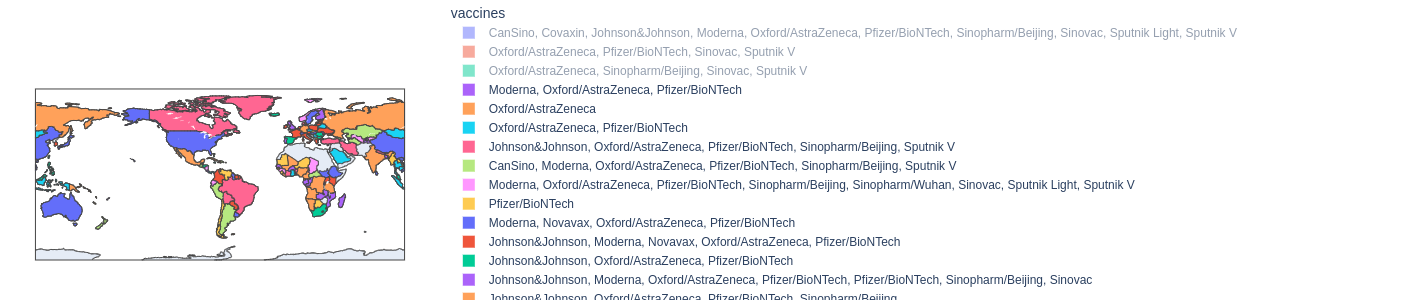 vaccines
CanSino, Covaxin, Johnson&Johnson, Moderna, Oxford/AstraZeneca, Pfizer/BioNTech, Sinopharm/Beijing, Sinovac, Sputnik Light, Sputnik V
Oxford/AstraZeneca, Pfizer/BioNTech, Sinovac, Sputnik V
Oxford/AstraZeneca, Sinopharm/Beijing, Sinovac, Sputnik V
Moderna, Oxford/AstraZeneca, Pfizer/BioNTech
Oxford/AstraZeneca
Oxford/AstraZeneca, Pfizer/BioNTech
Johnson&Johnson, Oxford/AstraZeneca, Pfizer/BioNTech, Sinopharm/Beijing, Sputnik V
CanSino, Moderna, Oxford/AstraZeneca, Pfizer/BioNTech, Sinopharm/Beijing, Sputnik V
Moderna, Oxford/AstraZeneca, Pfizer/BioNTech, Sinopharm/Beijing, Sinopharm/Wuhan, Sinovac, Sputnik Light, Sputnik V
Pfizer/BioNTech
Moderna, Novavax, Oxford/AstraZeneca, Pfizer/BioNTech
Johnson&Johnson, Moderna, Novavax, Oxford/AstraZeneca, Pfizer/BioNTech
Johnson&Johnson, Oxford/AstraZeneca, Pfizer/BioNTech
Johnson&Johnson, Moderna, Oxford/AstraZeneca, Pfizer/BioNTech, Pfizer/BioNTech, Sinopharm/Beijing, Sinovac
Johnson&Johnson, Oxford/AstraZeneca, Pfizer/BioNTech, Sinopharm/Beijing